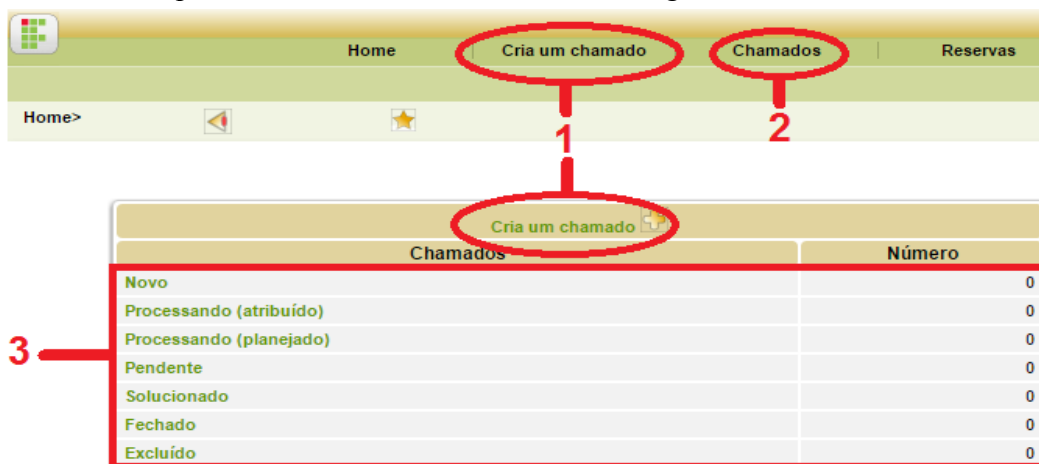 Home Cria um chamado Chamados Reservas
Home>
1 2
Cria um chamado
Chamados Número
Novo 0
Processando (atribuído) 0
Processando (planejado) 0
3
Pendente 0
Solucionado 0
Fechado 0
Excluído 0